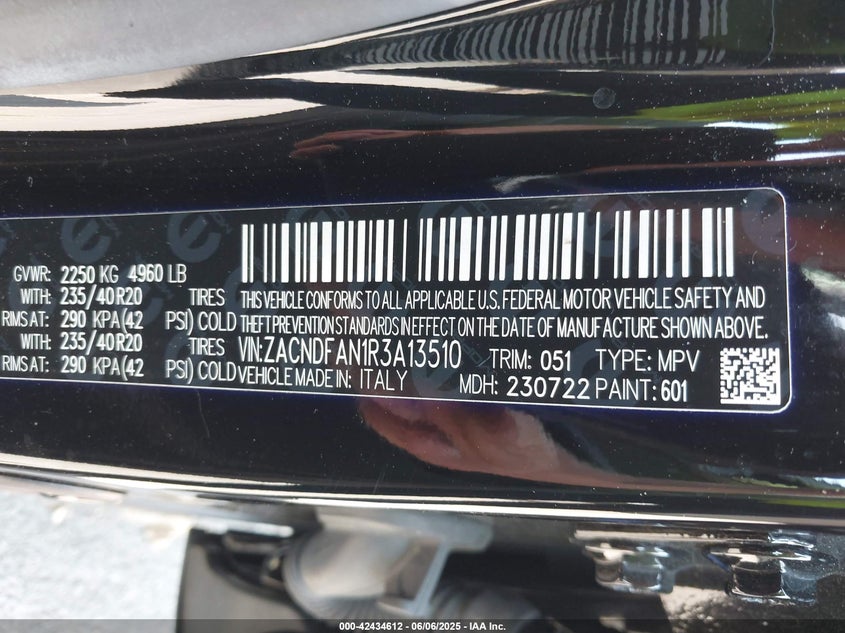 GVWR: 2250 KG 4960 LB
WITH: 235/40R20 TIRES
RIMS AT: 290 KPA(42 PSI) COLD
WITH: 235/40R20 TIRES
RIMS AT: 290 KPA(42 PSI) COLD
THIS VEHICLE CONFORMS TO ALL APPLICABLE U.S. FEDERAL MOTOR VEHICLE SAFETY AND
THEFT PREVENTION STANDARDS IN EFFECT ON THE DATE OF MANUFACTURE SHOWN ABOVE.
VIN:ZACNDFAN1R3A13510 TRIM: 051 TYPE: MPV
VEHICLE MADE IN: ITALY MDH: 230722 PAINT: 601
000-42434612 - 06/06/2025 - IAA Inc.